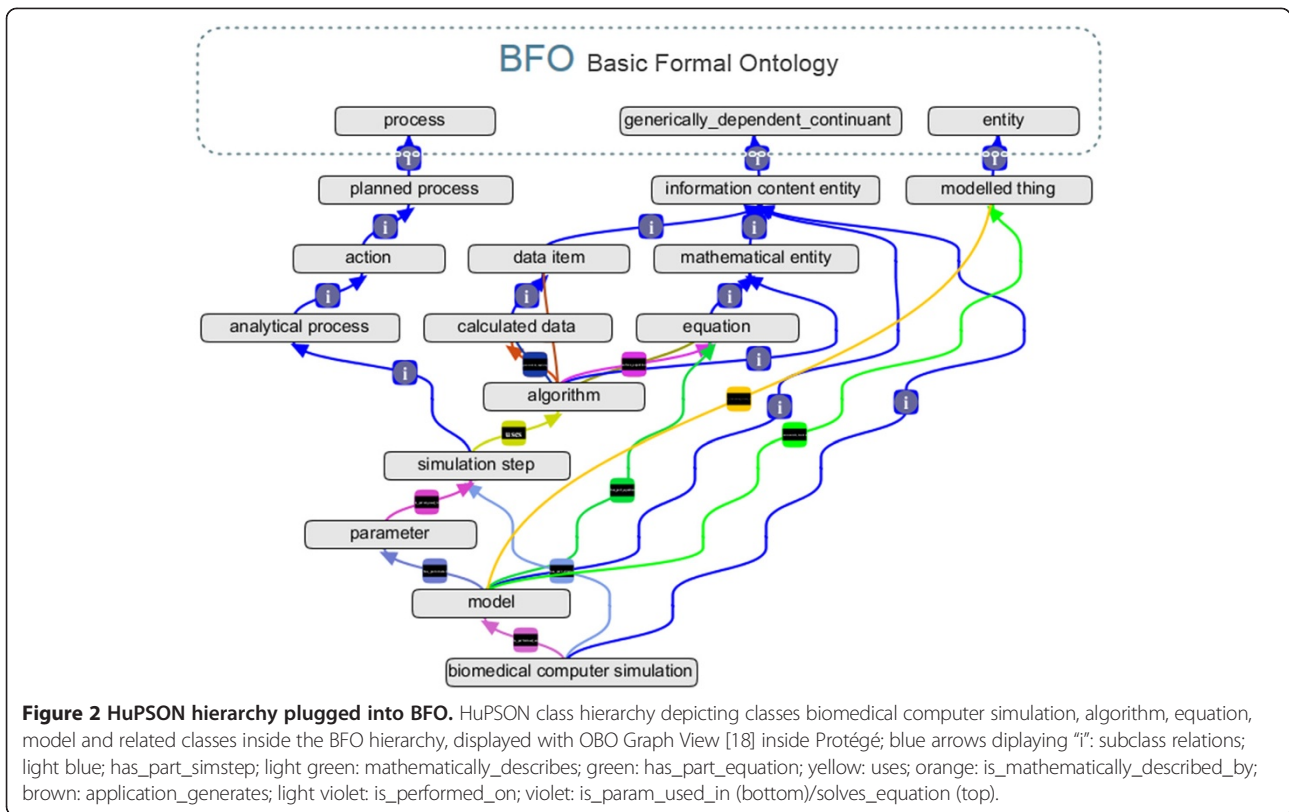 BFO Basic Formal Ontology
process
generically_dependent_continuant
entity
planned process
information content entity
modelled thing
i
i
action
data item
i
mathematical entity
i
i
analytical process
calculated data
equation
i
i
algorithm
simulation step
i
i
parameter
model
biomedical computer simulation
Figure 2 HuPSON hierarchy plugged into BFO. HuPSON class hierarchy depicting classes biomedical computer simulation, algorithm, equation,
model and related classes inside the BFO hierarchy, displayed with OBO Graph View [18] inside Protégé; blue arrows diplaying “i”: subclass relations;
light blue; has_part_simstep; light green: mathematically_describes; green: has_part_equation; yellow: uses; orange: is_mathematically_described_by;
brown: application_generates; light violet: is_performed_on; violet: is_param_used_in (bottom)/solves_equation (top).